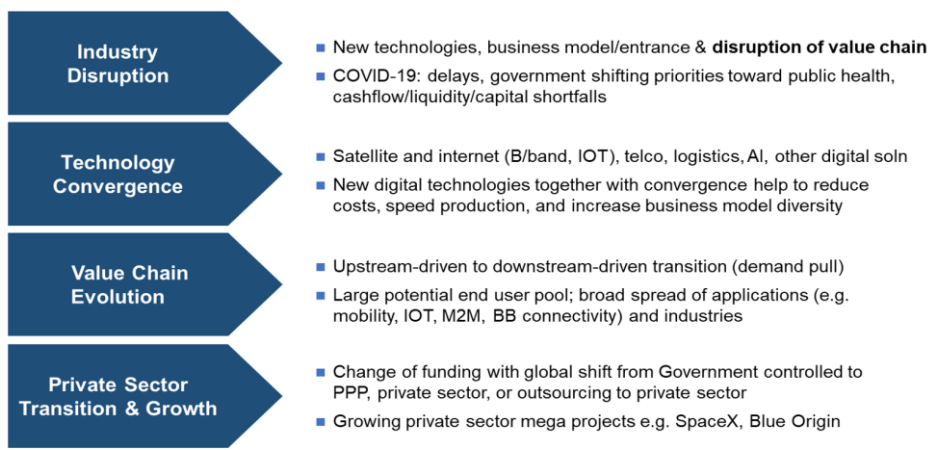 Industry
Disruption
■ New technologies, business model/entrance & disruption of value chain
■ COVID-19: delays, government shifting priorities toward public health,
cashflow/liquidity/capital shortfalls
Technology
Convergence
■ Satellite and internet (B/band, IOT), telco, logistics, AI, other digital soln
■ New digital technologies together with convergence help to reduce
costs, speed production, and increase business model diversity
Value Chain
Evolution
■ Upstream-driven to downstream-driven transition (demand pull)
■ Large potential end user pool; broad spread of applications (e.g.
mobility, IOT, M2M, BB connectivity) and industries
Private Sector
Transition & Growth
■ Change of funding with global shift from Government controlled to
PPP, private sector, or outsourcing to private sector
■ Growing private sector mega projects e.g. SpaceX, Blue Origin